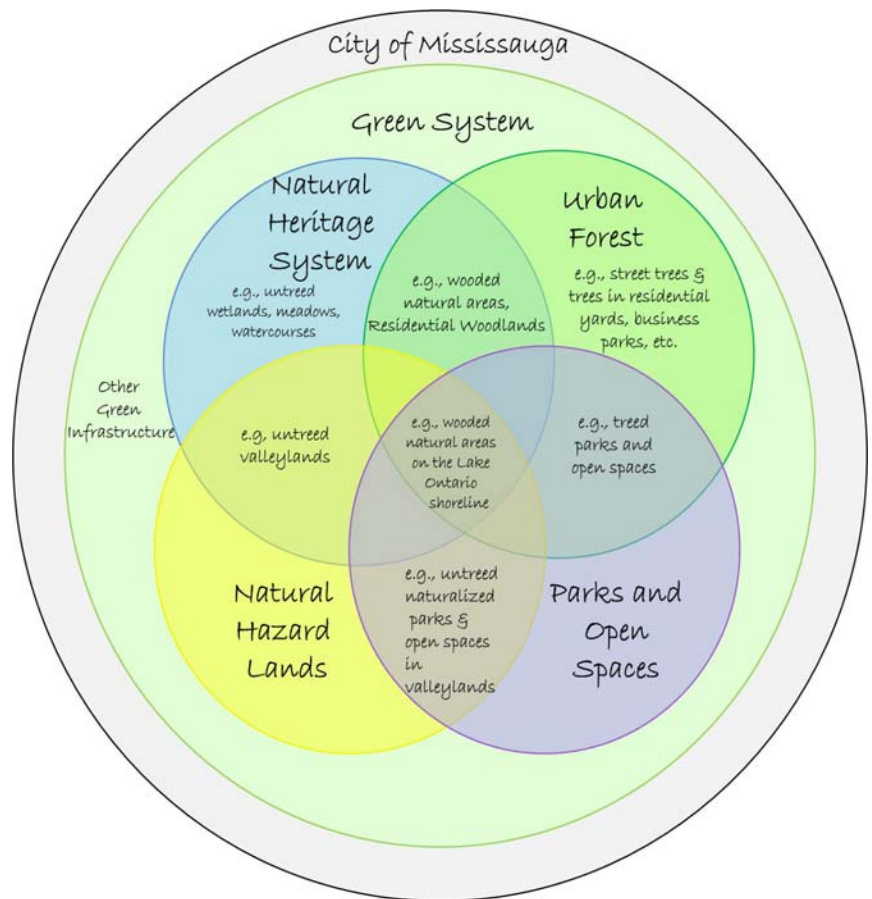 City of Mississauga
Green System
Natural
Heritage
System
e.g., untreed
wetlands, meadows,
watercourses
e.g., wooded
natural areas,
Residential Woodlands
Urban
Forest
e.g., street trees &
trees in residential
yards, business
parks, etc.
Other
Green
Infrastructure
e.g, untreed
valleylands
e.g., wooded
natural areas
on the Lake
Ontario
shoreline
e.g., treed
parks and
open spaces
Natural
Hazard
Lands
e.g., untreed
naturalized
parks &
open spaces
in
valleylands
Parks and
Open
Spaces